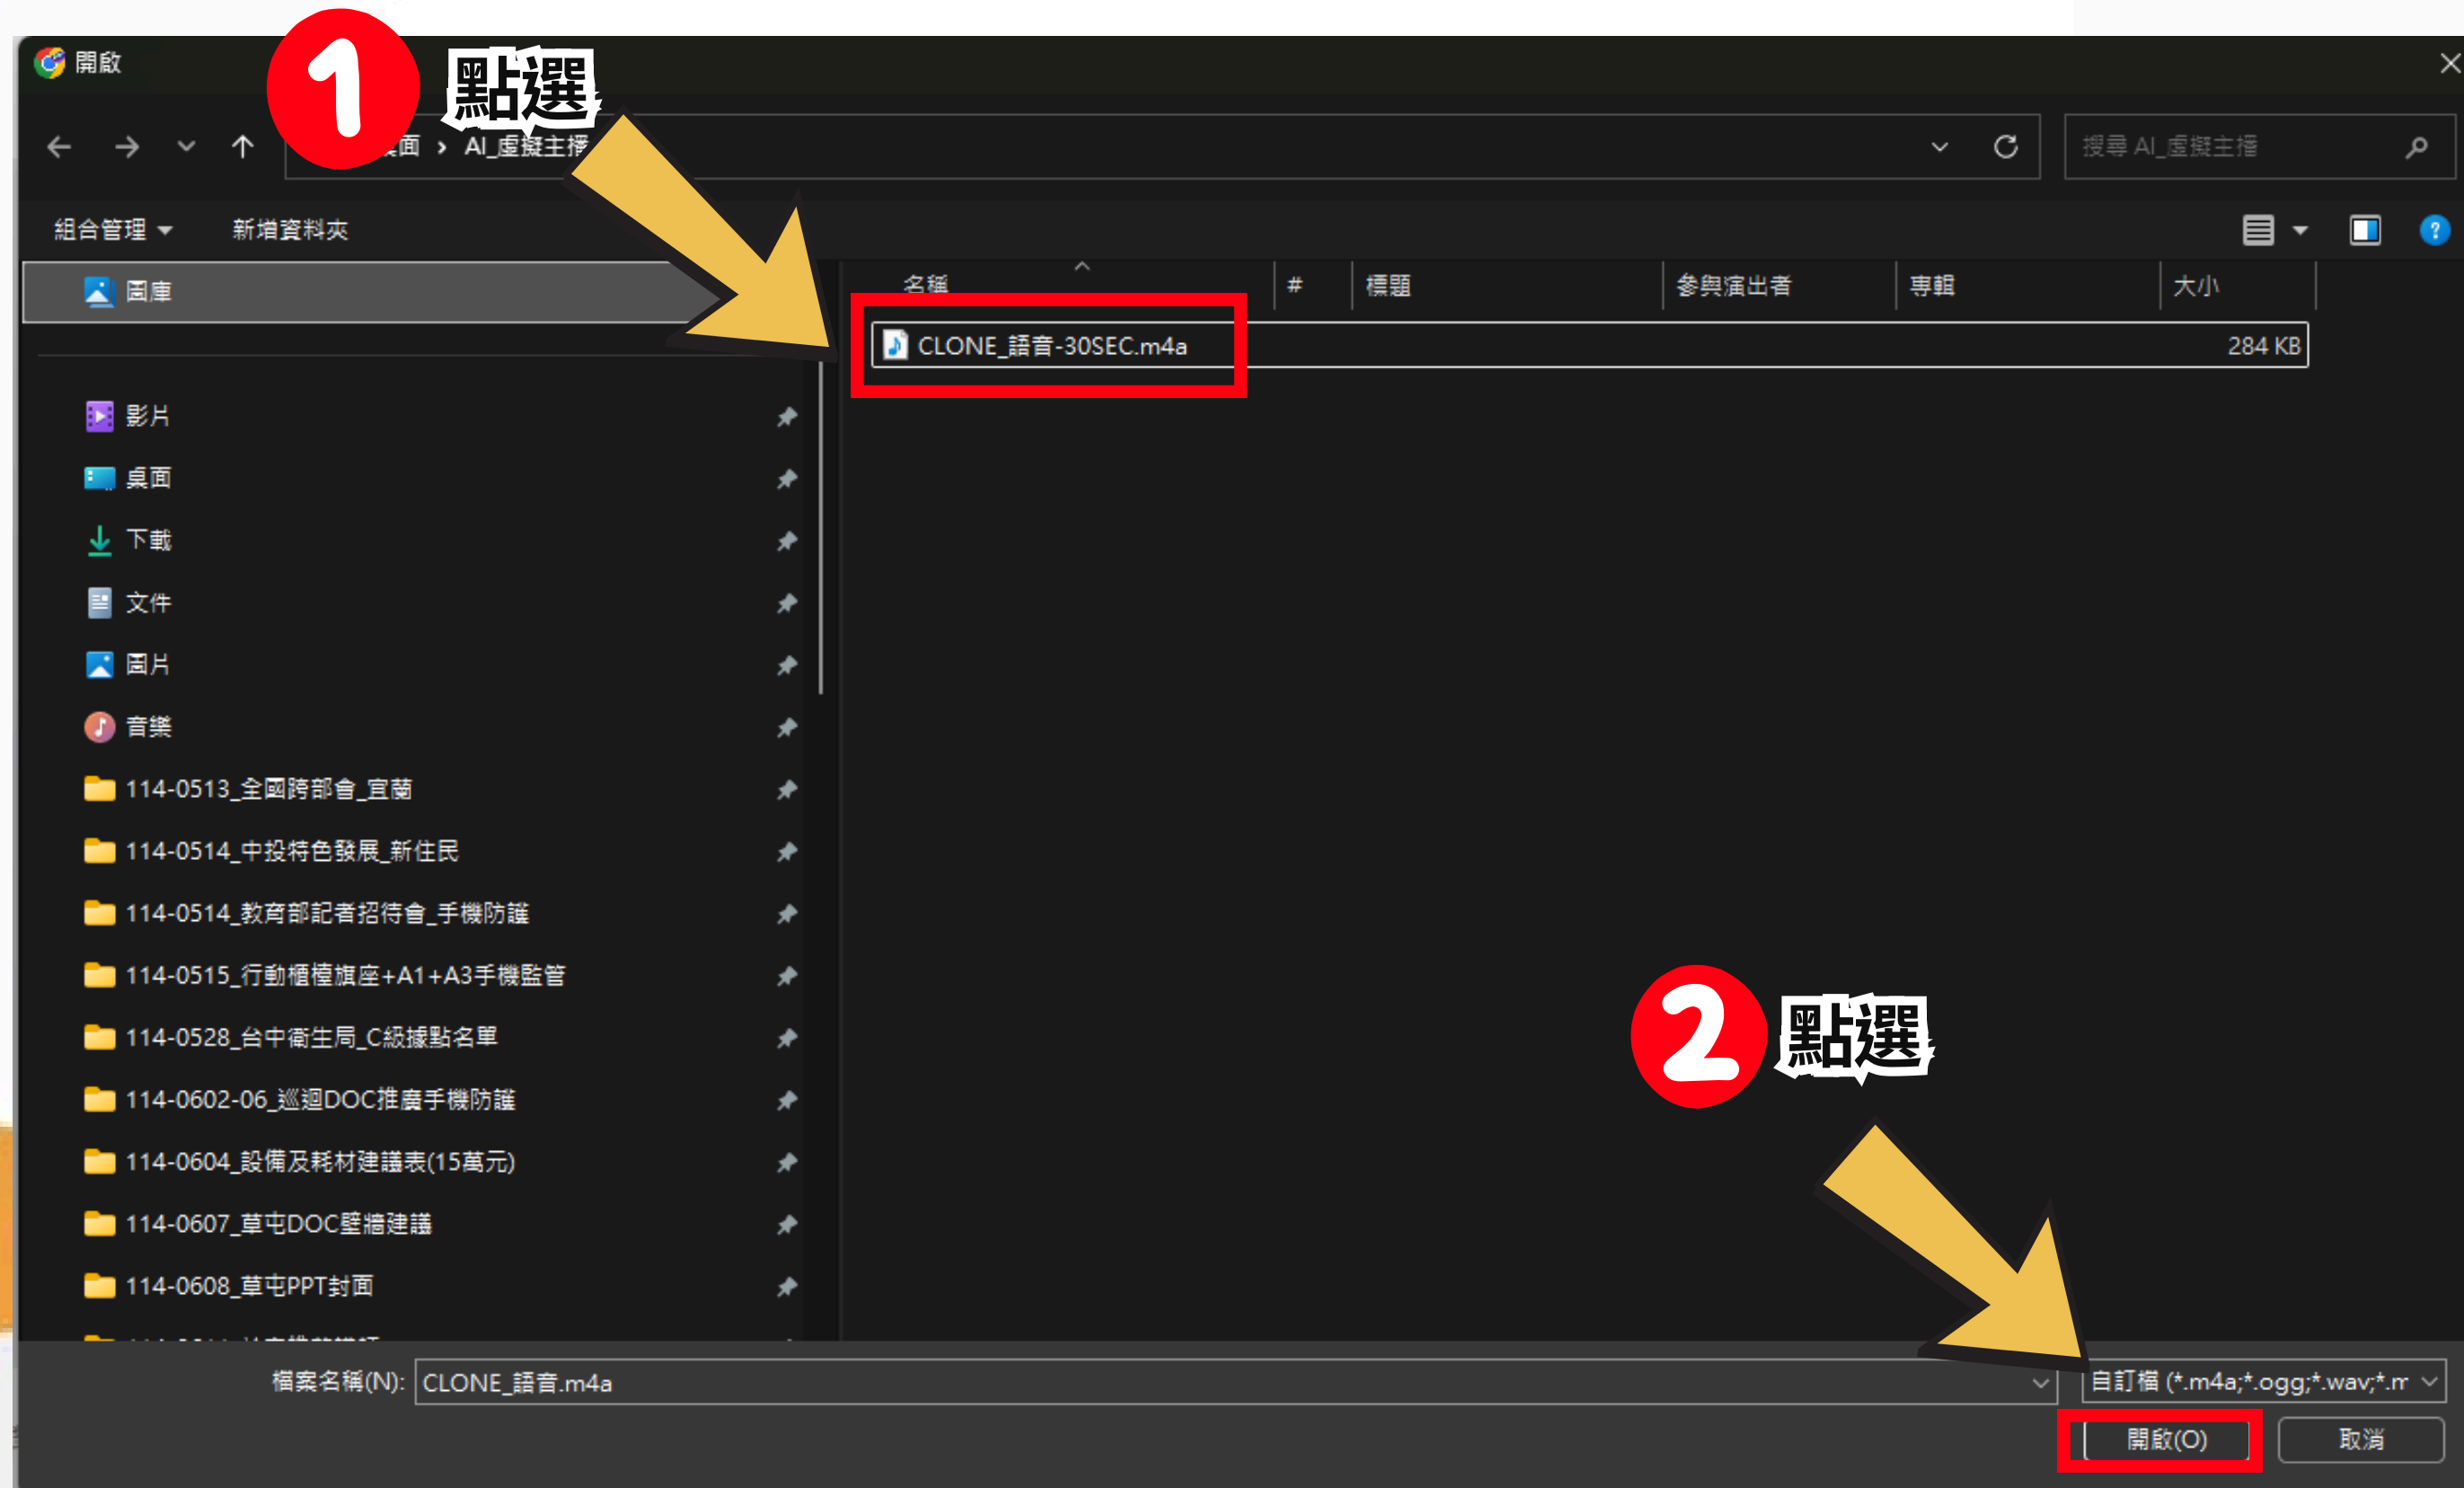 開啟
1 點選
面 › AI_虛擬主播
搜尋 AI_虛擬主播
組合管理
新增資料夾
圖庫
名稱 # 標題 參與演出者 專輯 大小
CLONE_語音-30SEC.m4a 284 KB
影片
桌面
下載
文件
圖片
音樂
114-0513_全國跨部會_宜蘭
114-0514_中投特色發展_新住民
114-0514_教育部記者招待會_手機防護
114-0515_行動櫃檯旗座+A1+A3手機監管
114-0528_台中衛生局_C級據點名單
114-0602-06_巡迴DOC推廣手機防護
114-0604_設備及耗材建議表(15萬元)
114-0607_草屯DOC壁牆建議
114-0608_草屯PPT封面
2 點選
檔案名稱(N): CLONE_語音.m4a
自訂檔 (*.m4a;*.ogg;*.wav;*.m
開啟(O)
取消